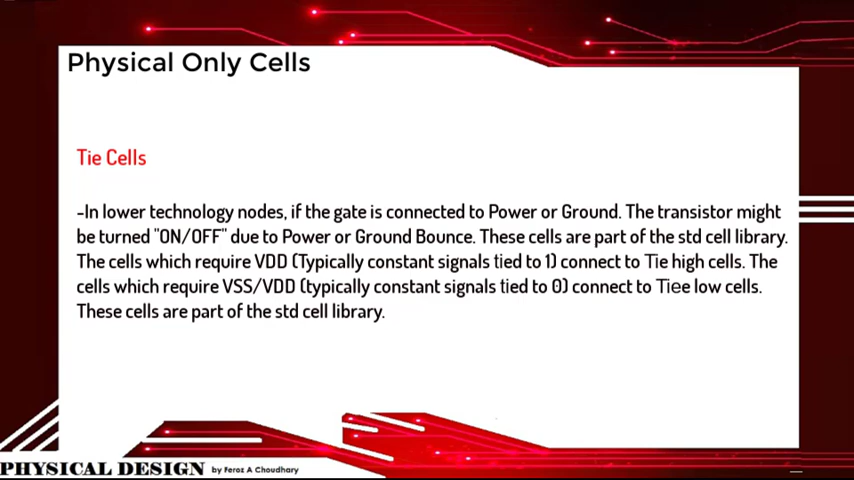 Physical Only Cells
Tie Cells
-In lower technology nodes, if the gate is connected to Power or Ground. The transistor might
be turned "ON/OFF" due to Power or Ground Bounce. These cells are part of the std cell library.
The cells which require VDD (Typically constant signals tied to 1) connect to Tie high cells. The
cells which require VSS/VDD (typically constant signals tied to 0) connect to Tiee low cells.
These cells are part of the std cell library.
PHYSICAL DESIGN by Feroz A Choudhary